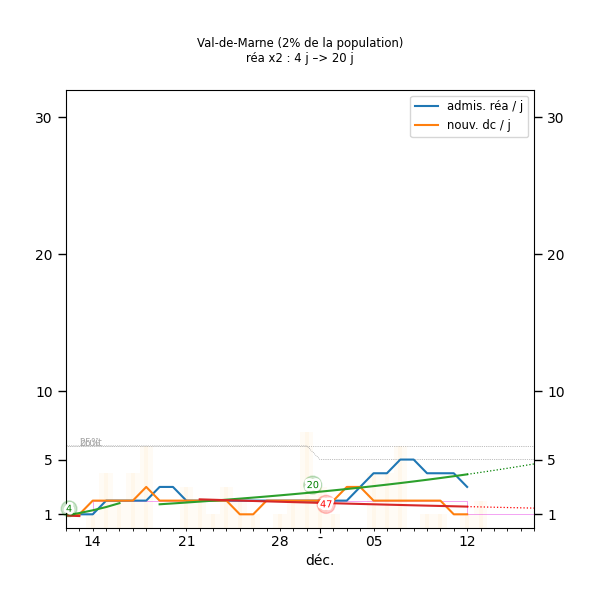 Val-de-Marne (2% de la population)
réa x2 : 4 j –> 20 j
admis. réa / j
nouv. dc / j
30 30
20 20
10 10
5 5
1 1
4
20
-47
14 21 28 - 05 12
déc.